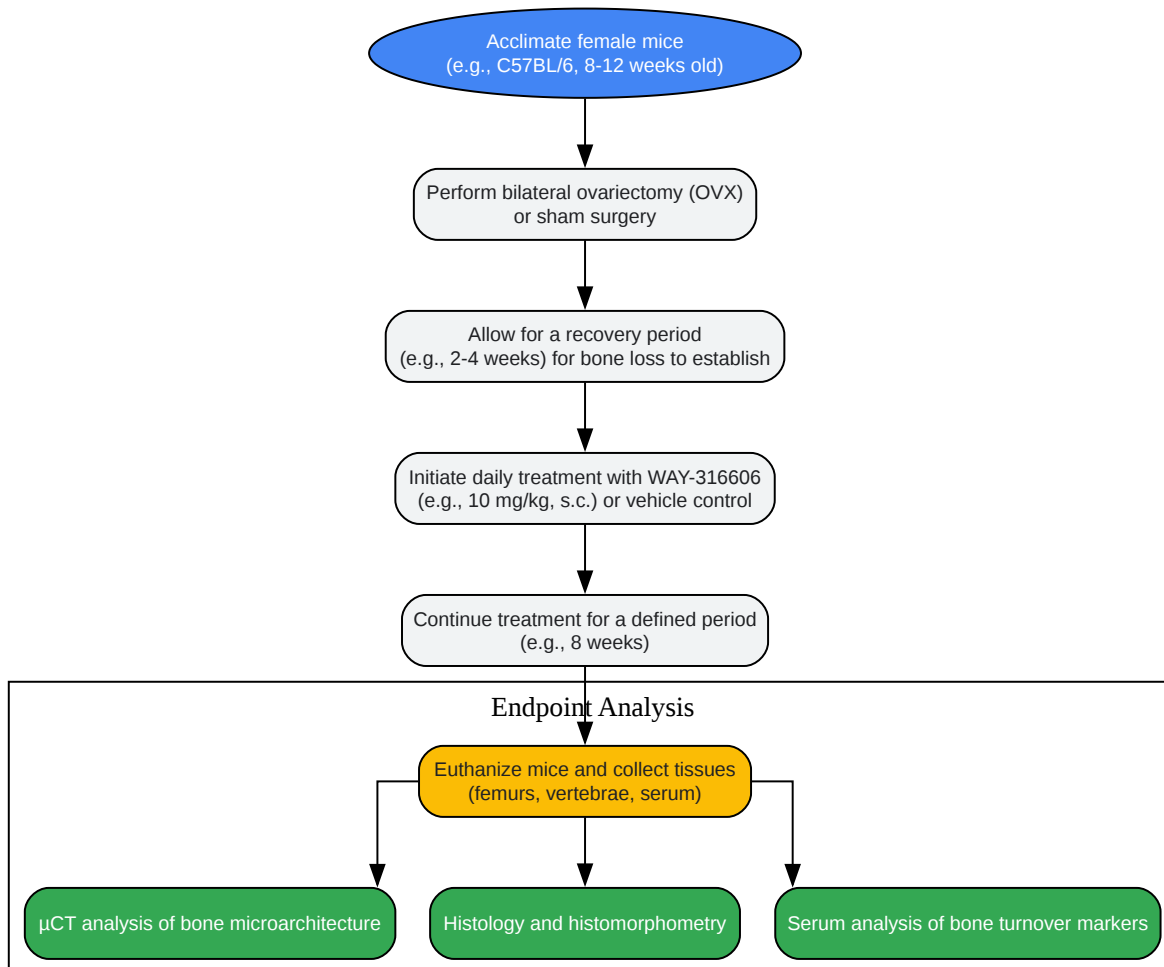 Acclimate female mice
(e.g., C57BL/6, 8-12 weeks old)
Perform bilateral ovariectomy (OVX)
or sham surgery
Allow for a recovery period
(e.g., 2-4 weeks) for bone loss to establish
Initiate daily treatment with WAY-316606
(e.g., 10 mg/kg, s.c.) or vehicle control
Continue treatment for a defined period
(e.g., 8 weeks)
Endpoint Analysis
Euthanize mice and collect tissues
(femurs, vertebrae, serum)
µCT analysis of bone microarchitecture
Histology and histomorphometry
Serum analysis of bone turnover markers